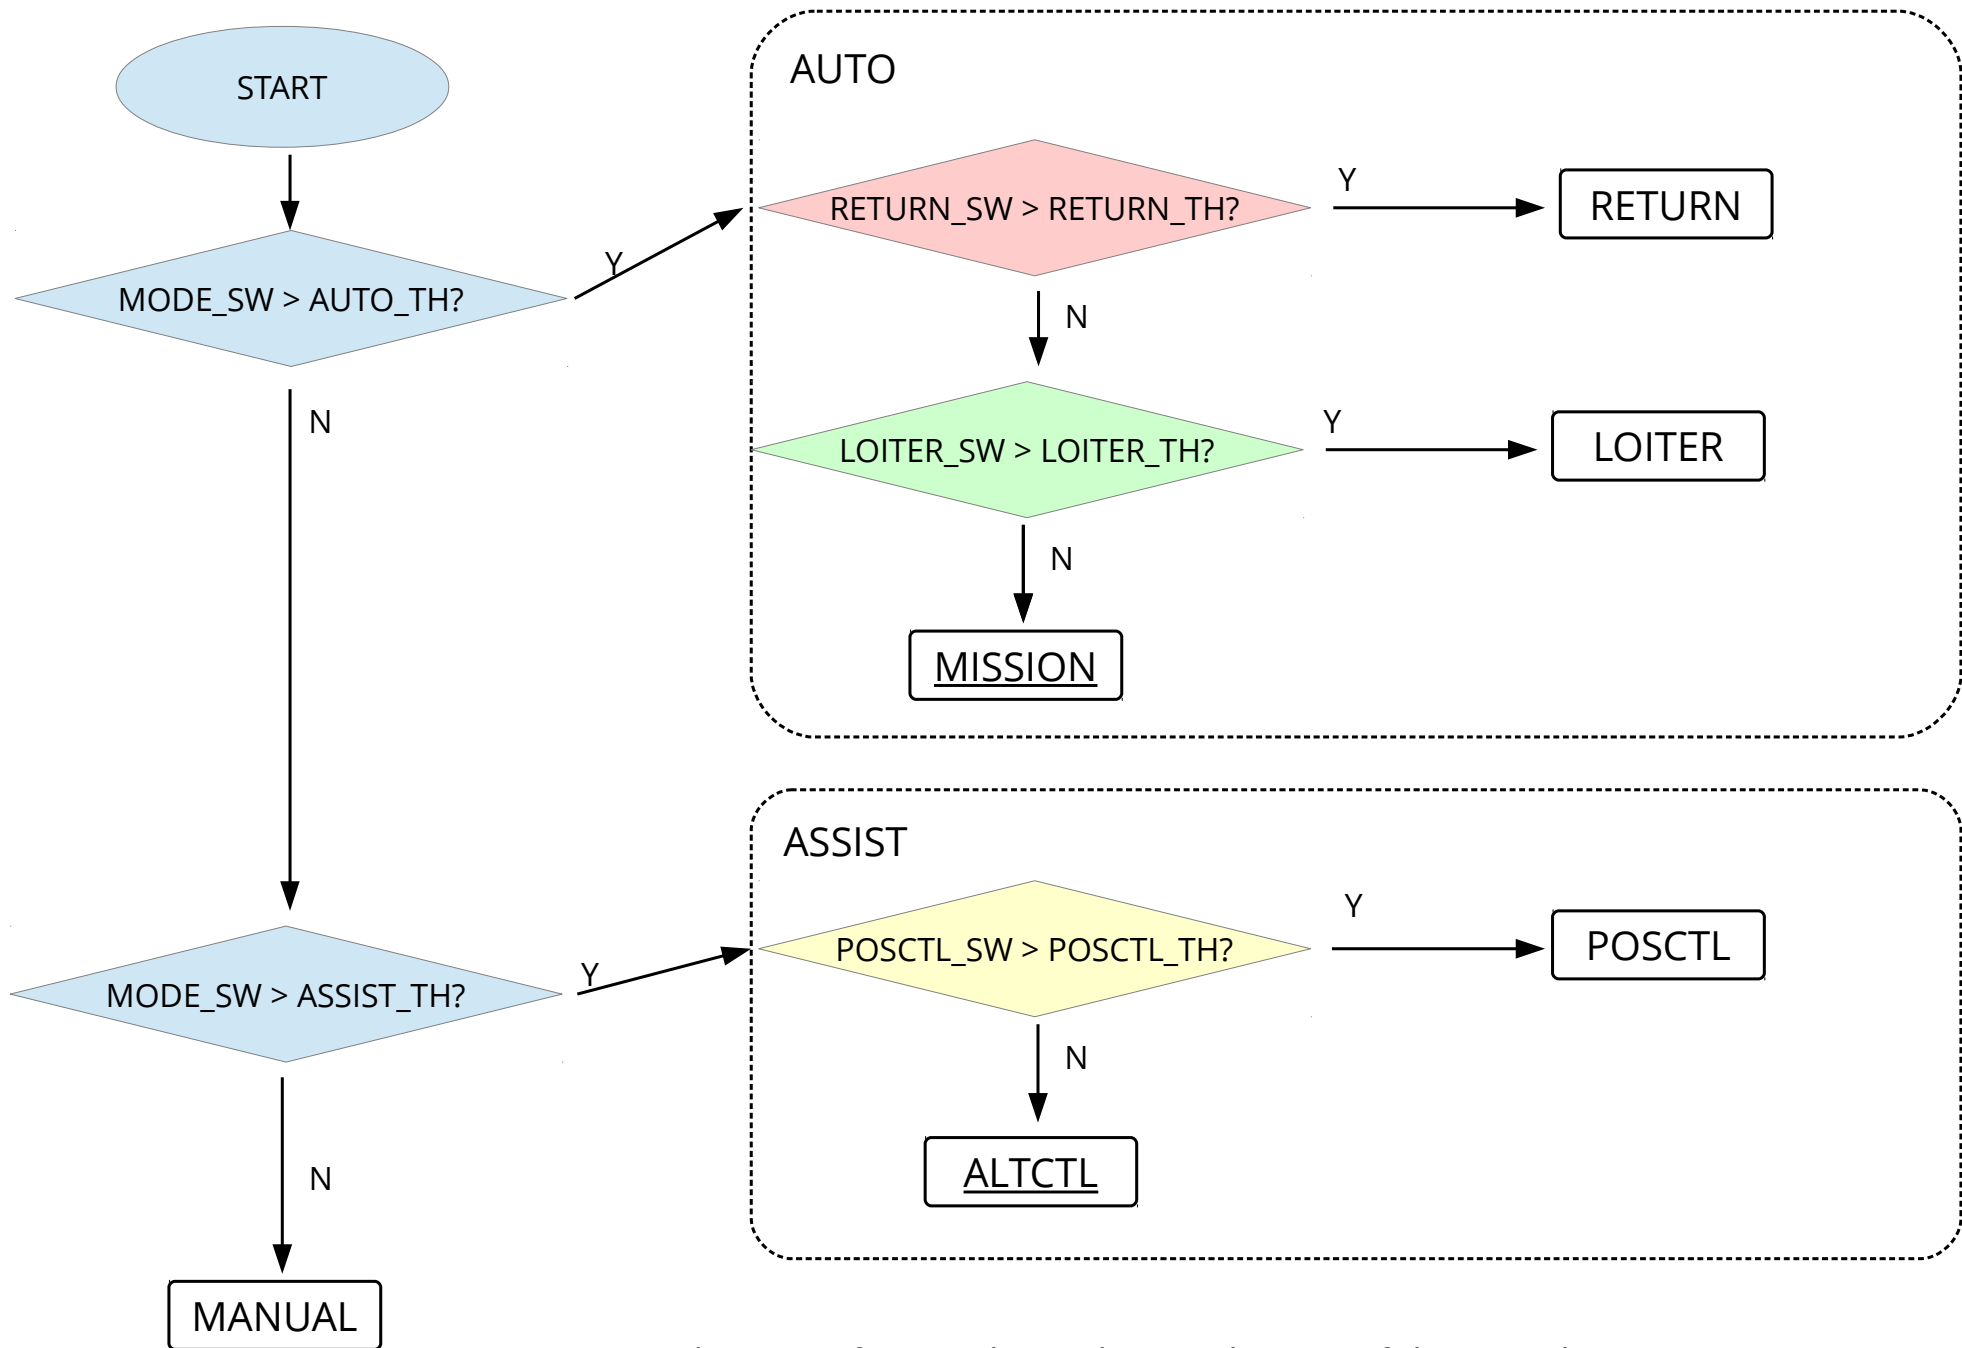 START
MODE_SW > AUTO_TH?
Y
N
AUTO
RETURN_SW > RETURN_TH?
Y
RETURN
N
LOITER_SW > LOITER_TH?
Y
LOITER
N
MISSION
MODE_SW > ASSIST_TH?
Y
N
ASSIST
POSCTL_SW > POSCTL_TH?
Y
POSCTL
N
ALTCTL
MANUAL